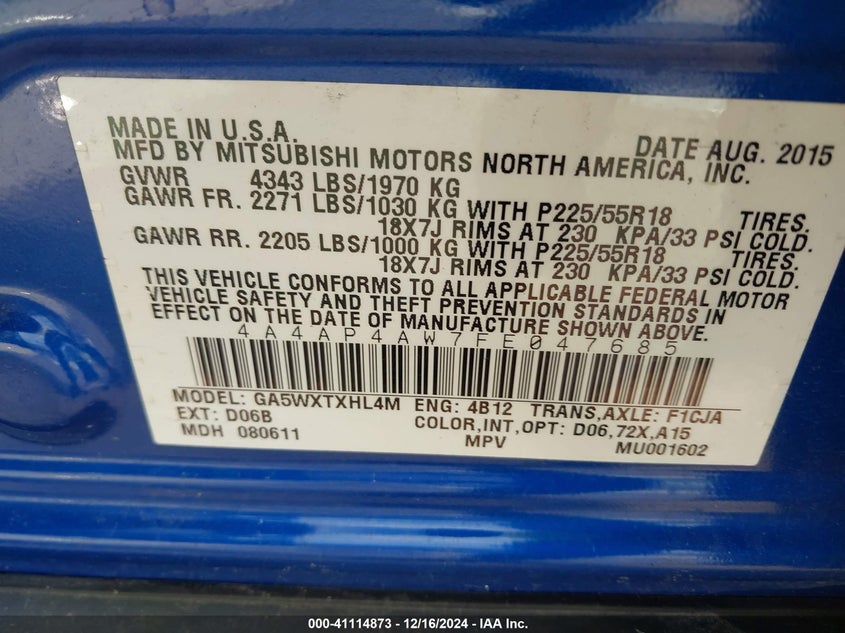 MADE IN U.S.A. DATE AUG. 2015
MFD BY MITSUBISHI MOTORS NORTH AMERICA, INC.
GVWR 4343 LBS/1970 KG
GAWR FR. 2271 LBS/1030 KG WITH P225/55R18 TIRES.
18X7J RIMS AT 230 KPA/33 PSI COLD.
GAWR RR. 2205 LBS/1000 KG WITH P225/55R18 TIRES.
18X7J RIMS AT 230 KPA/33 PSI COLD.
THIS VEHICLE CONFORMS TO ALL APPLICABLE FEDERAL MOTOR
VEHICLE SAFETY AND THEFT PREVENTION STANDARDS IN
EFFECT ON THE DATE OF MANUFACTURE SHOWN ABOVE.
4A4AP4AW7FE047685
MODEL: GA5WXTXHL4M ENG: 4B12 TRANS,AXLE: F1CJA
EXT: D06B COLOR,INT,OPT: D06,72X,A15
MDH 080611 MPV MU001602
000-41114873 - 12/16/2024 - IAA Inc.